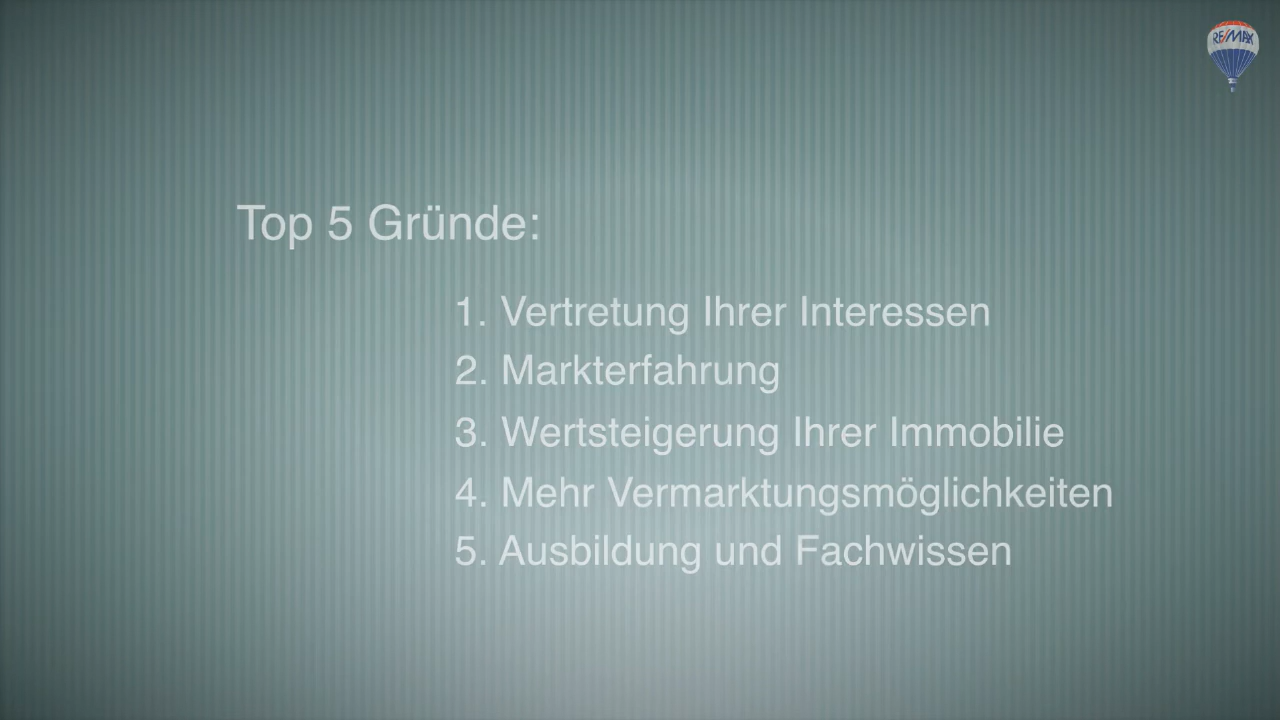 RE/MAX
Top 5 Gründe:
1. Vertretung Ihrer Interessen
2. Markterfahrung
3. Wertsteigerung Ihrer Immobilie
4. Mehr Vermarktungsmöglichkeiten
5. Ausbildung und Fachwissen